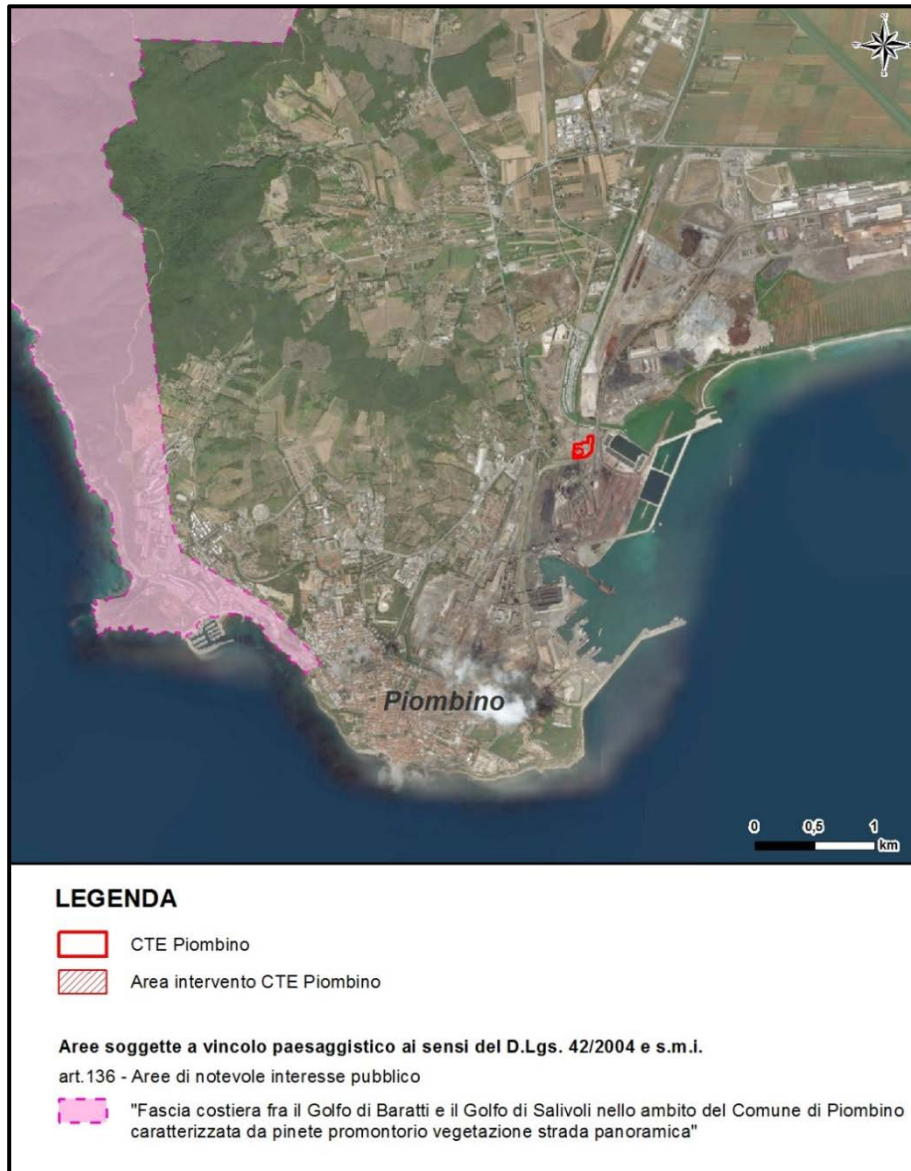 Piombino
0 0,5 1
km
LEGENDA
CTE Piombino
Area intervento CTE Piombino
Aree soggette a vincolo paesaggistico ai sensi del D.Lgs. 42/2004 e s.m.i.
art.136 - Aree di notevole interesse pubblico
"Fascia costiera fra il Golfo di Baratti e il Golfo di Salivoli nello ambito del Comune di Piombino
caratterizzata da pinete promontorio vegetazione strada panoramica"